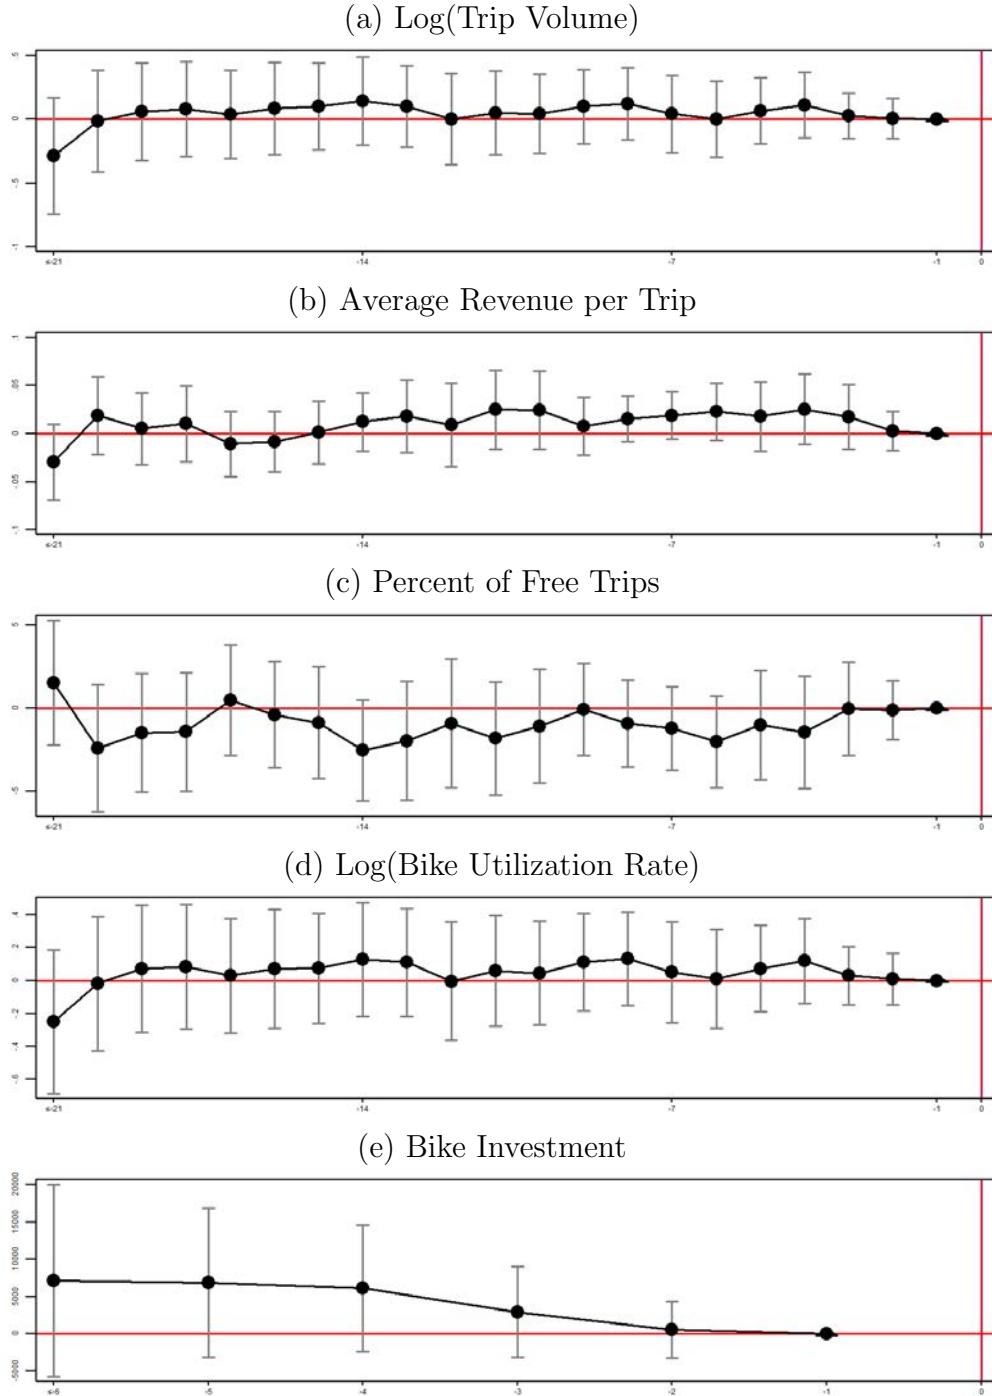 (a) Log(Trip Volume)
.5
0
-.5
-1
≤-21 -14 -7 -1 0
(b) Average Revenue per Trip
.1
.05
0
-.05
-.1
≤-21 -14 -7 -1 0
(c) Percent of Free Trips
5
0
-5
≤-21 -14 -7 -1 0
(d) Log(Bike Utilization Rate)
.4
.2
0
-.2
-.4
-.6
≤-21 -14 -7 -1 0
(e) Bike Investment
20000
15000
10000
5000
0
-5000
≤-6 -5 -4 -3 -2 -1 0